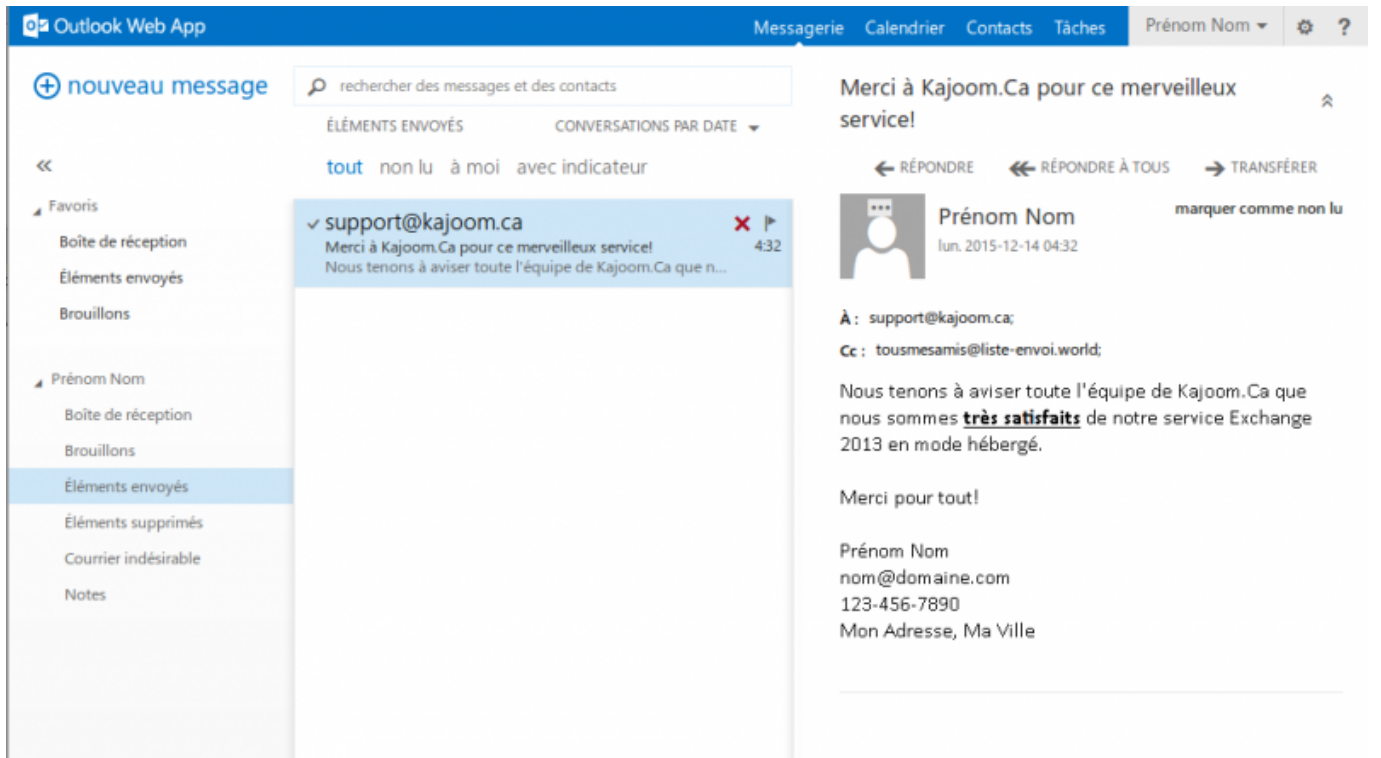 Outlook Web App
Messagerie Calendrier Contacts Tâches Prénom Nom ?
nouveau message
rechercher des messages et des contacts
ÉLÉMENTS ENVOYÉS CONVERSATIONS PAR DATE
tout non lu à moi avec indicateur
Favoris
Boîte de réception
Éléments envoyés
Brouillons
Prénom Nom
Boîte de réception
Brouillons
Éléments envoyés
Éléments supprimés
Courrier indésirable
Notes
support@kajoom.ca
Merci à Kajoom.Ca pour ce merveilleux service! 4:32
Nous tenons à aviser toute l'équipe de Kajoom.Ca que n...
Merci à Kajoom.Ca pour ce merveilleux
service!
RÉPONDRE RÉPONDRE À TOUS TRANSFÉRER
Prénom Nom marquer comme non lu
lun. 2015-12-14 04:32
À : support@kajoom.ca;
Cc : tousmesamis@liste-envoi.world;
Nous tenons à aviser toute l'équipe de Kajoom.Ca que
nous sommes très satisfaits de notre service Exchange
2013 en mode hébergé.
Merci pour tout!
Prénom Nom
nom@domaine.com
123-456-7890
Mon Adresse, Ma Ville